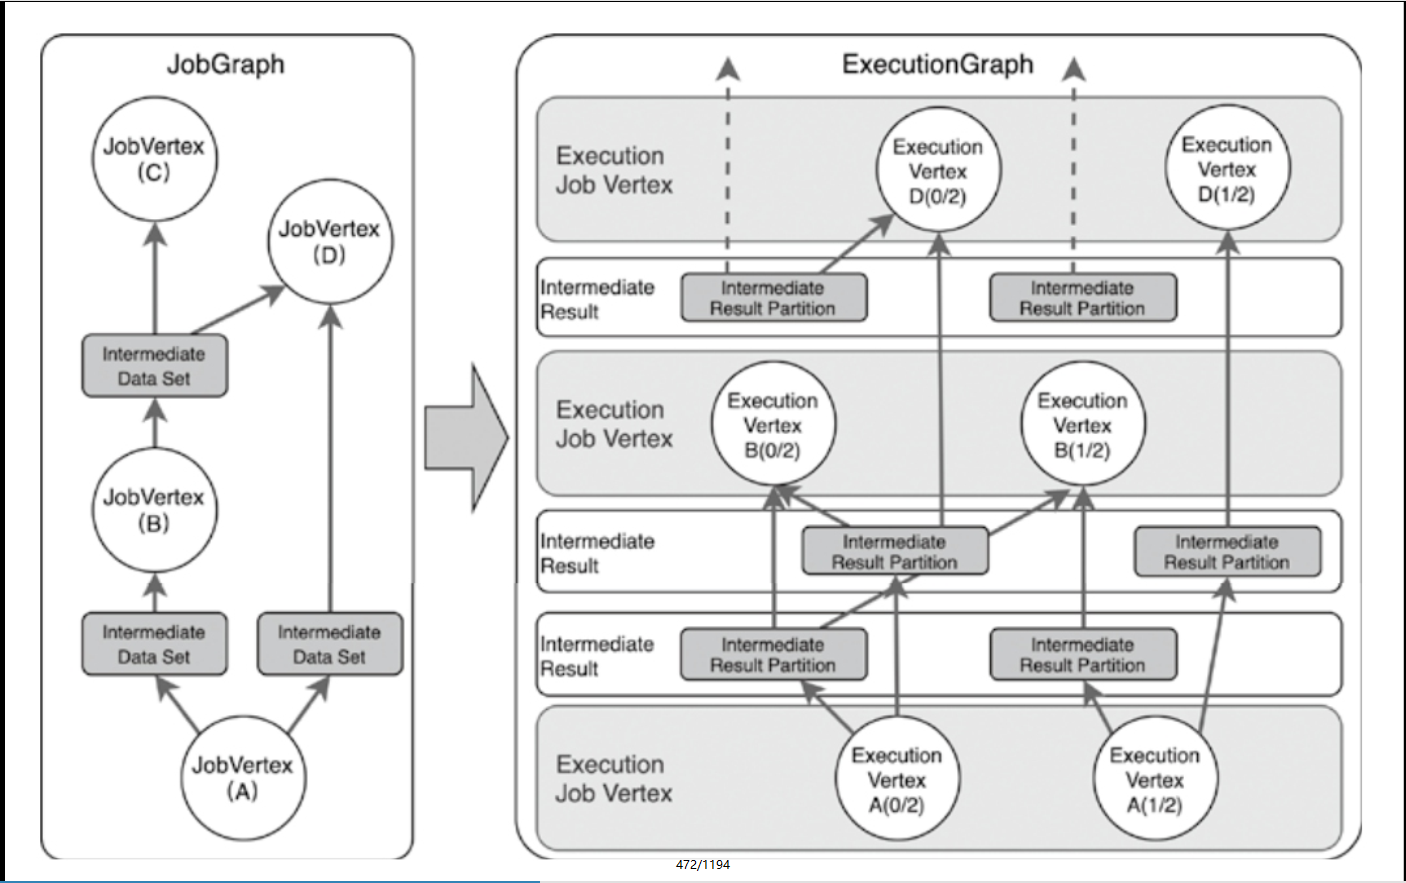 JobGraph
JobVertex
(C)
JobVertex
(D)
Intermediate
Data Set
JobVertex
(B)
Intermediate
Data Set
Intermediate
Data Set
JobVertex
(A)
ExecutionGraph
Execution
Job Vertex
Execution
Vertex
D(0/2)
Execution
Vertex
D(1/2)
Intermediate
Result
Intermediate
Result Partition
Intermediate
Result Partition
Execution
Job Vertex
Execution
Vertex
B(0/2)
Execution
Vertex
B(1/2)
Intermediate
Result
Intermediate
Result Partition
Intermediate
Result Partition
Intermediate
Result
Intermediate
Result Partition
Intermediate
Result Partition
Execution
Job Vertex
Execution
Vertex
A(0/2)
Execution
Vertex
A(1/2)
472/1194